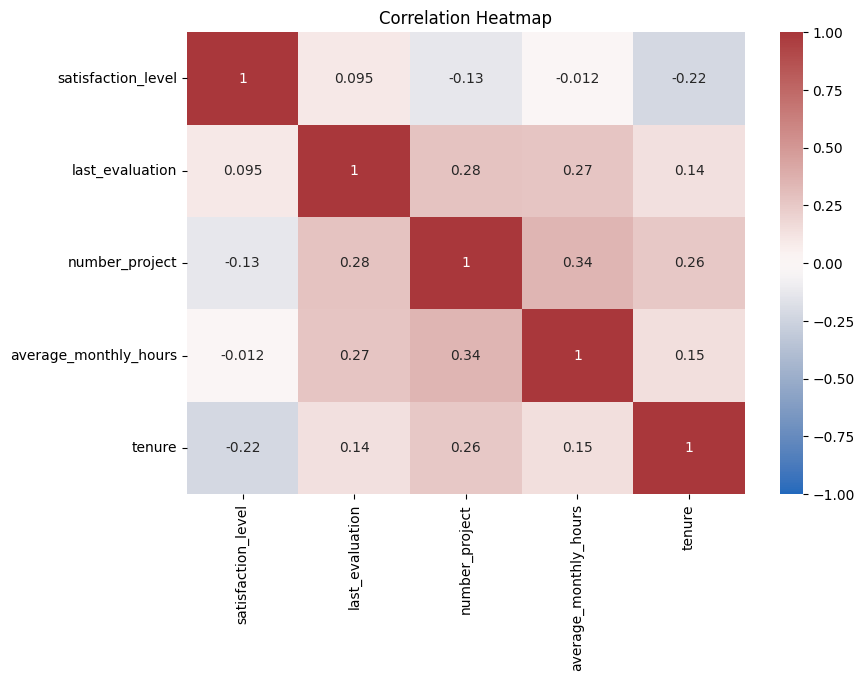 Correlation Heatmap
satisfaction_level 1 0.095 -0.13 -0.012 -0.22
last_evaluation 0.095 1 0.28 0.27 0.14
number_project -0.13 0.28 1 0.34 0.26
average_monthly_hours -0.012 0.27 0.34 1 0.15
tenure -0.22 0.14 0.26 0.15 1
satisfaction_level
last_evaluation
number_project
average_monthly_hours
tenure
1.00
0.75
0.50
0.25
0.00
−0.25
−0.50
−0.75
−1.00